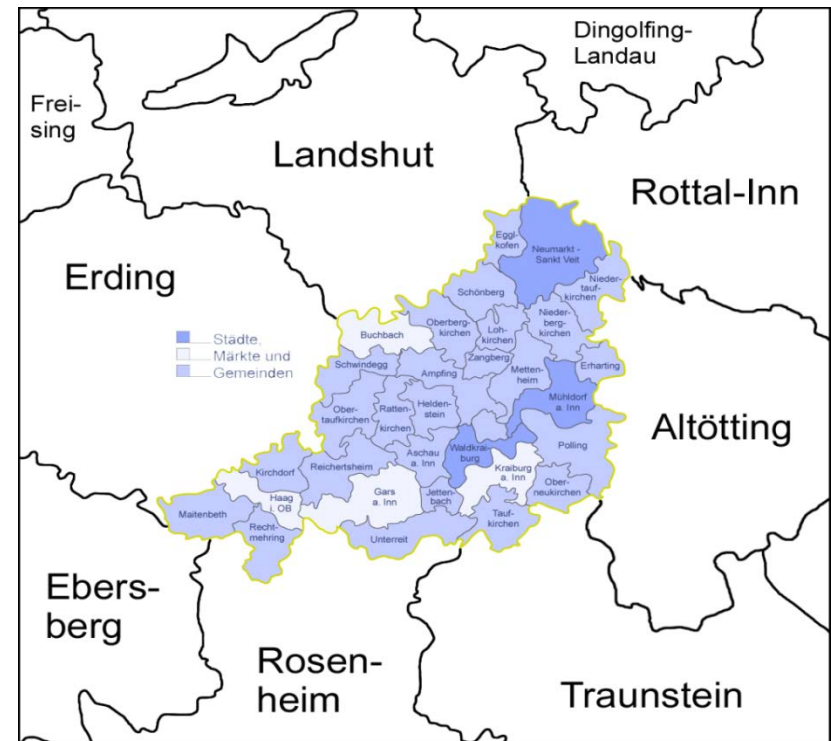 Dingolfing-
Landau
Frei-
sing
Landshut
Rottal-Inn
Erding
Eggl-
kofen
Neumarkt -
Sankt Veit
Nieder-
tauf-
kirchen
Schönberg
Nieder-
berg-
kirchen
Oberberg-
kirchen
Loh-
kirchen
Buchbach
Städte,
Märkte und
Gemeinden
Zangberg
Schwindegg
Ampfing
Metten-
heim
Erharting
Mühldorf
a. Inn
Ober-
taufkirchen
Ratten-
kirchen
Helden-
stein
Altötting
Polling
Waldkrai-
burg
Aschau
a. Inn
Kraiburg
a. Inn
Reichertsheim
Kirchdorf
Ober-
neukirchen
Gars
a. Inn
Jetten-
bach
Haag
i. OB
Maitenbeth
Tauf-
kirchen
Recht-
mehring
Unterreit
Ebers-
berg
Rosen-
heim
Traunstein